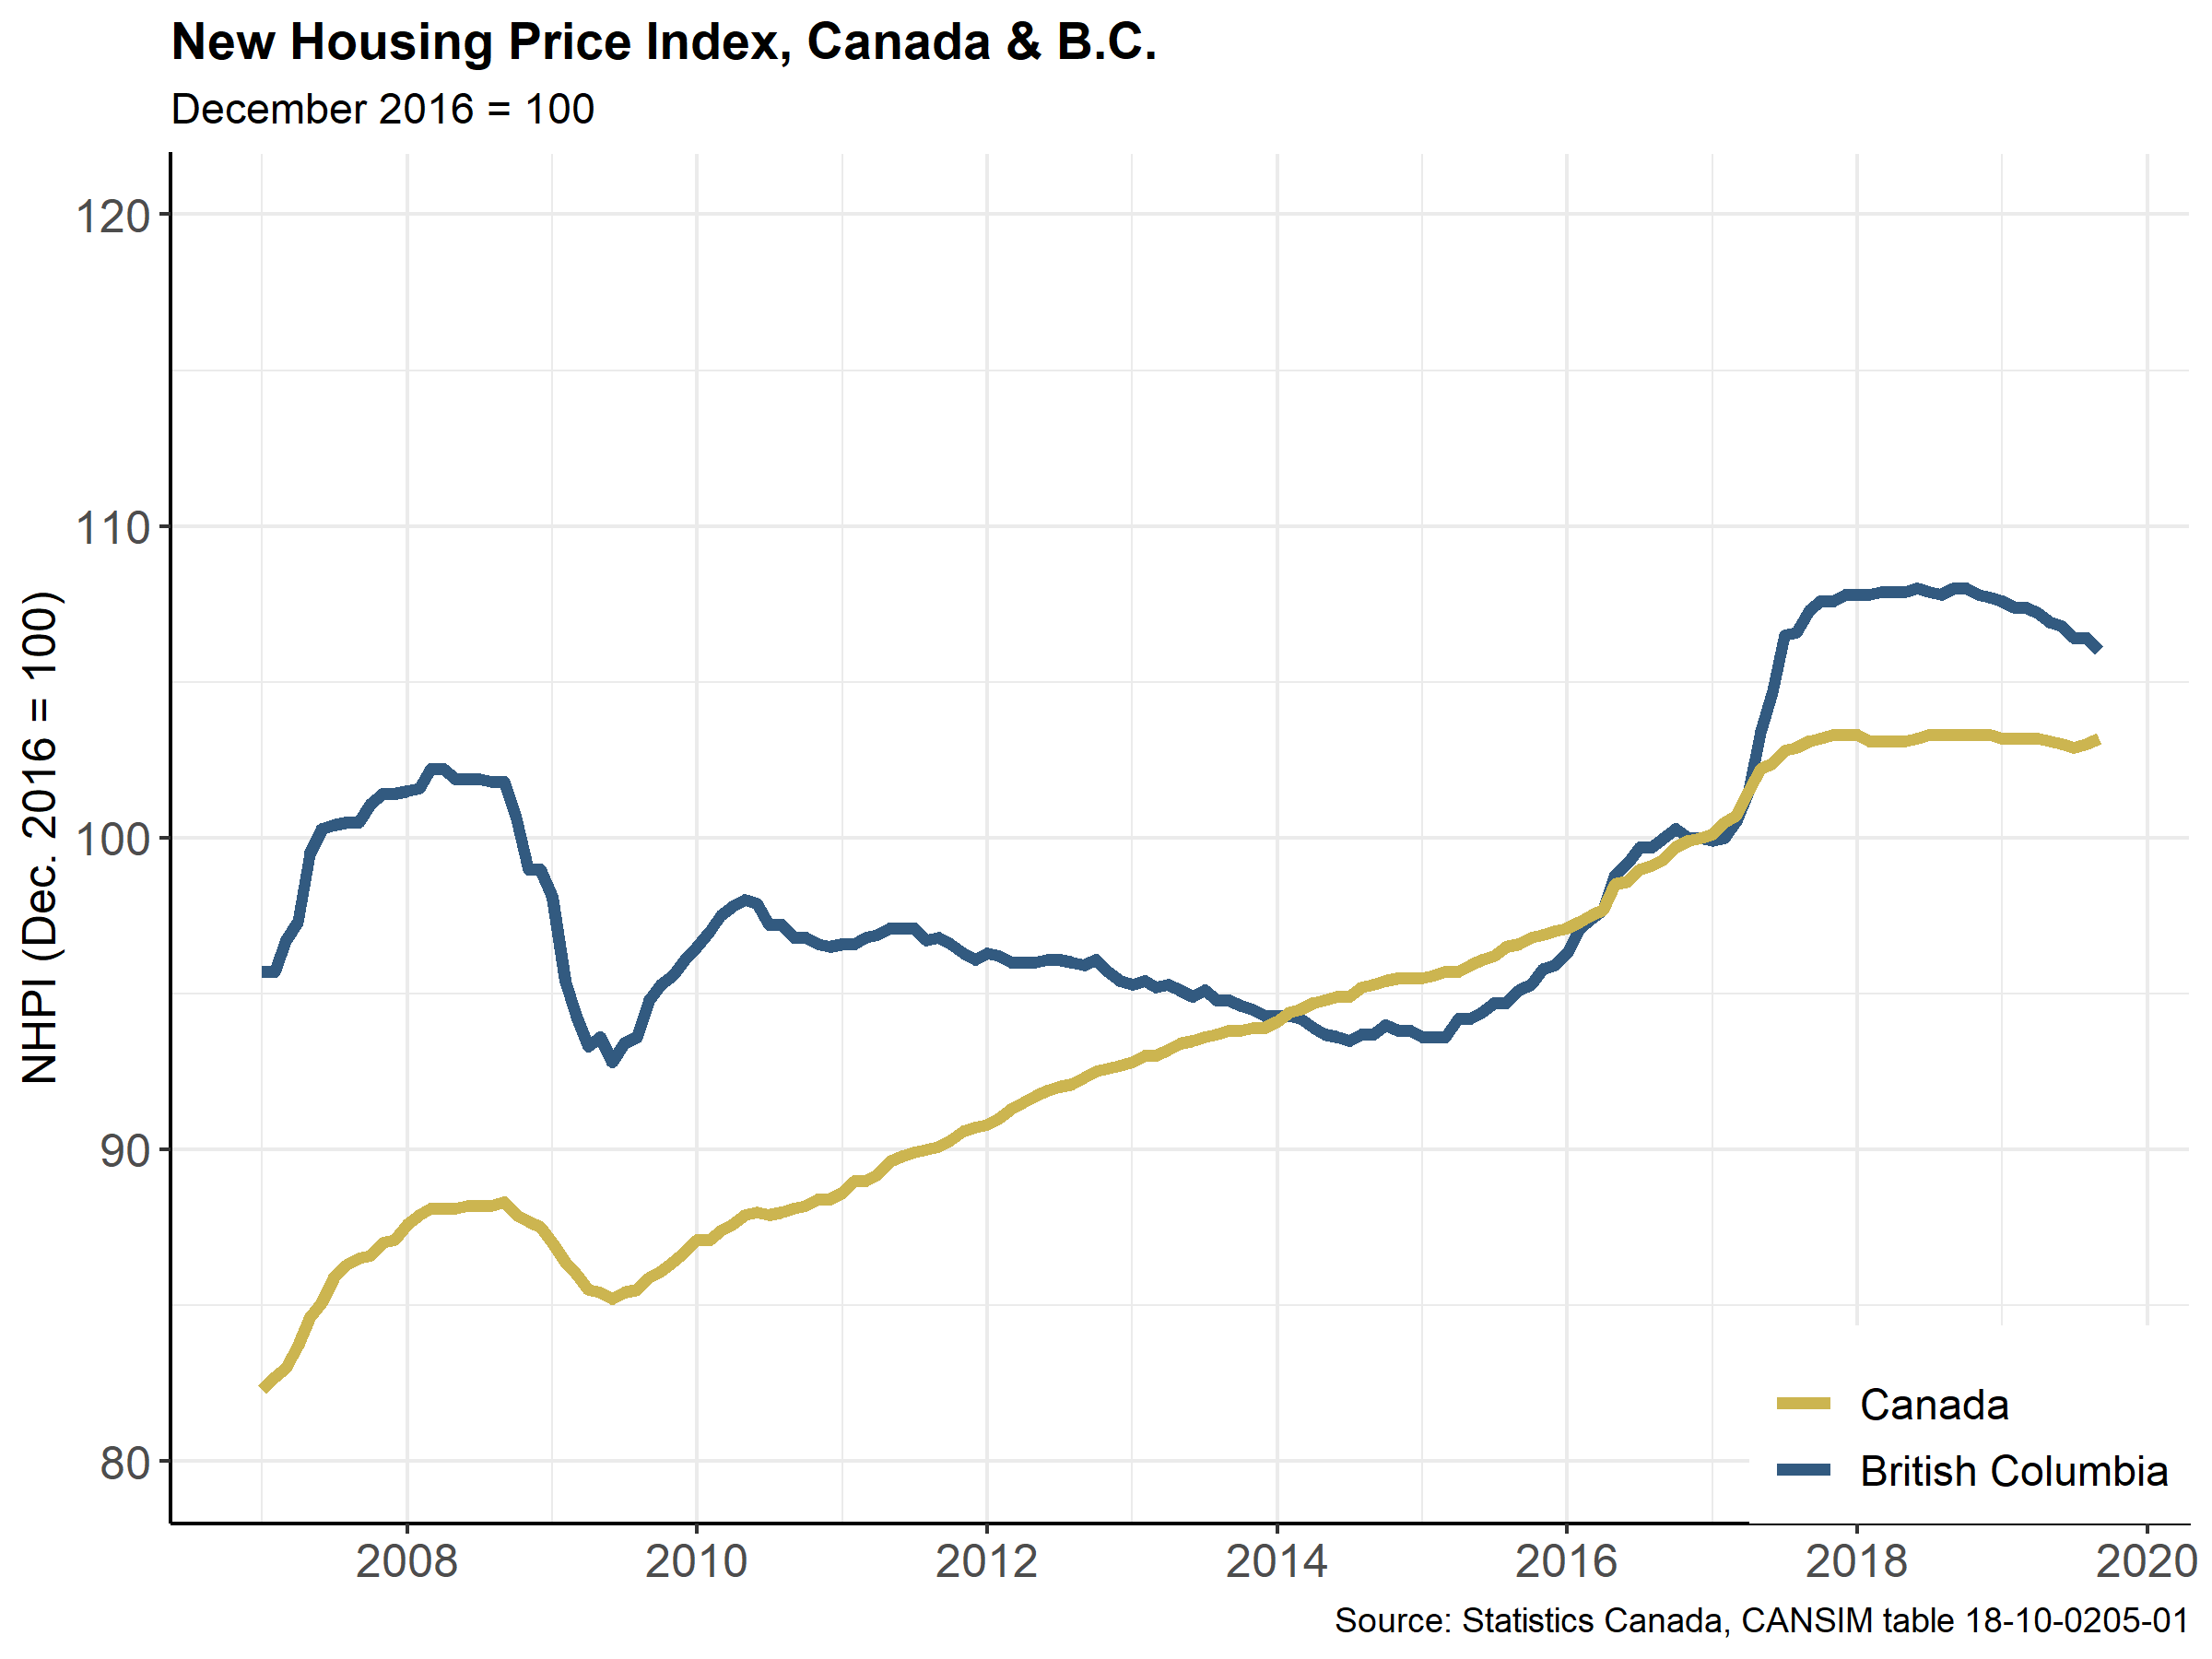 New Housing Price Index, Canada & B.C.
December 2016 = 100
NHPI (Dec. 2016 = 100)
120
110
100
90
80
Canada
British Columbia
2008 2010 2012 2014 2016 2018 2020
Source: Statistics Canada, CANSIM table 18-10-0205-01